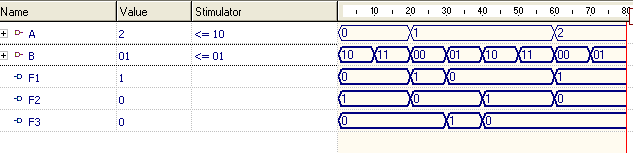 Name Value Stimulator 10 20 30 40 50 60 70 80
A 2 <= 10 0 1 2
B 01 <= 01 10 11 00 01 10 11 00 01
F1 1 0 1 0 1
F2 0 1 0 1 0
F3 0 0 1 0